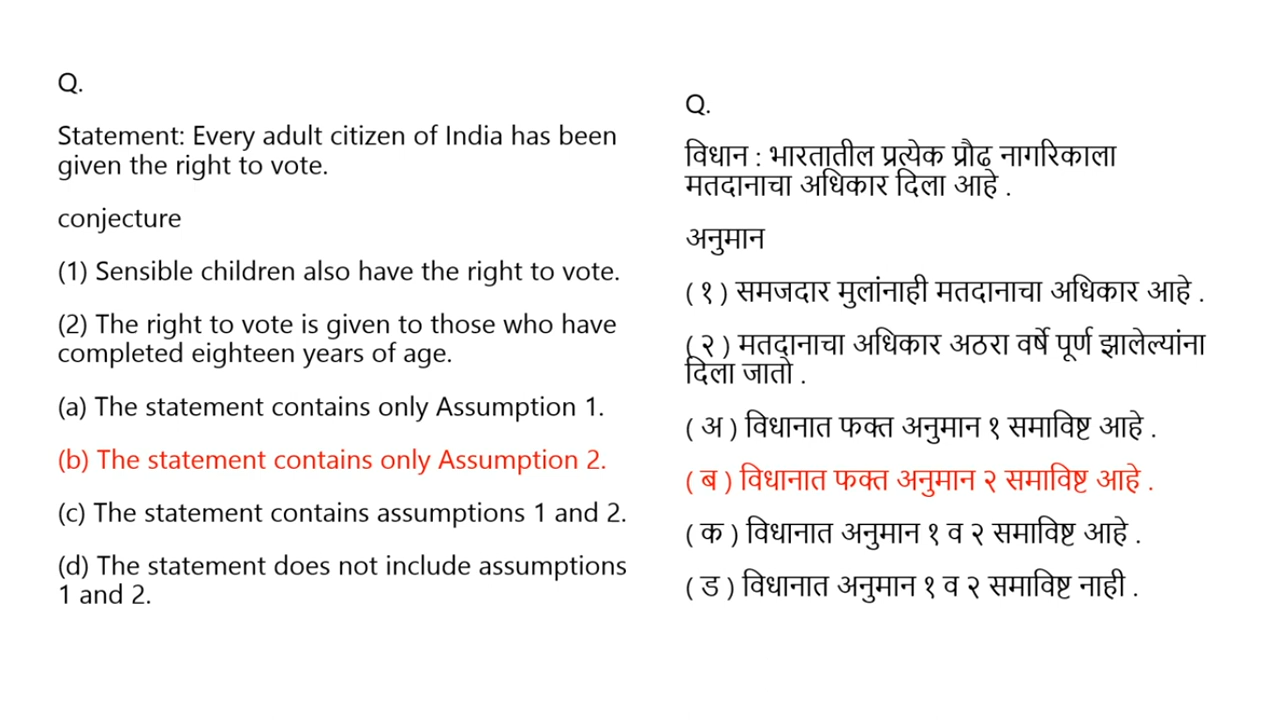 Q.
Statement: Every adult citizen of India has been
given the right to vote.
conjecture
(1) Sensible children also have the right to vote.
(2) The right to vote is given to those who have
completed eighteen years of age.
(a) The statement contains only Assumption 1.
(b) The statement contains only Assumption 2.
(c) The statement contains assumptions 1 and 2.
(d) The statement does not include assumptions
1 and 2.
Q.
विधान : भारतातील प्रत्येक प्रौढ नागरिकाला
मतदानाचा अधिकार दिला आहे .
अनुमान
( १ ) समजदार मुलांनाही मतदानाचा अधिकार आहे .
( २ ) मतदानाचा अधिकार अठरा वर्षे पूर्ण झालेल्यांना
दिला जातो .
( अ ) विधानात फक्त अनुमान १ समाविष्ट आहे .
( ब ) विधानात फक्त अनुमान २ समाविष्ट आहे .
( क ) विधानात अनुमान १ व २ समाविष्ट आहे .
( ड ) विधानात अनुमान १ व २ समाविष्ट नाही .